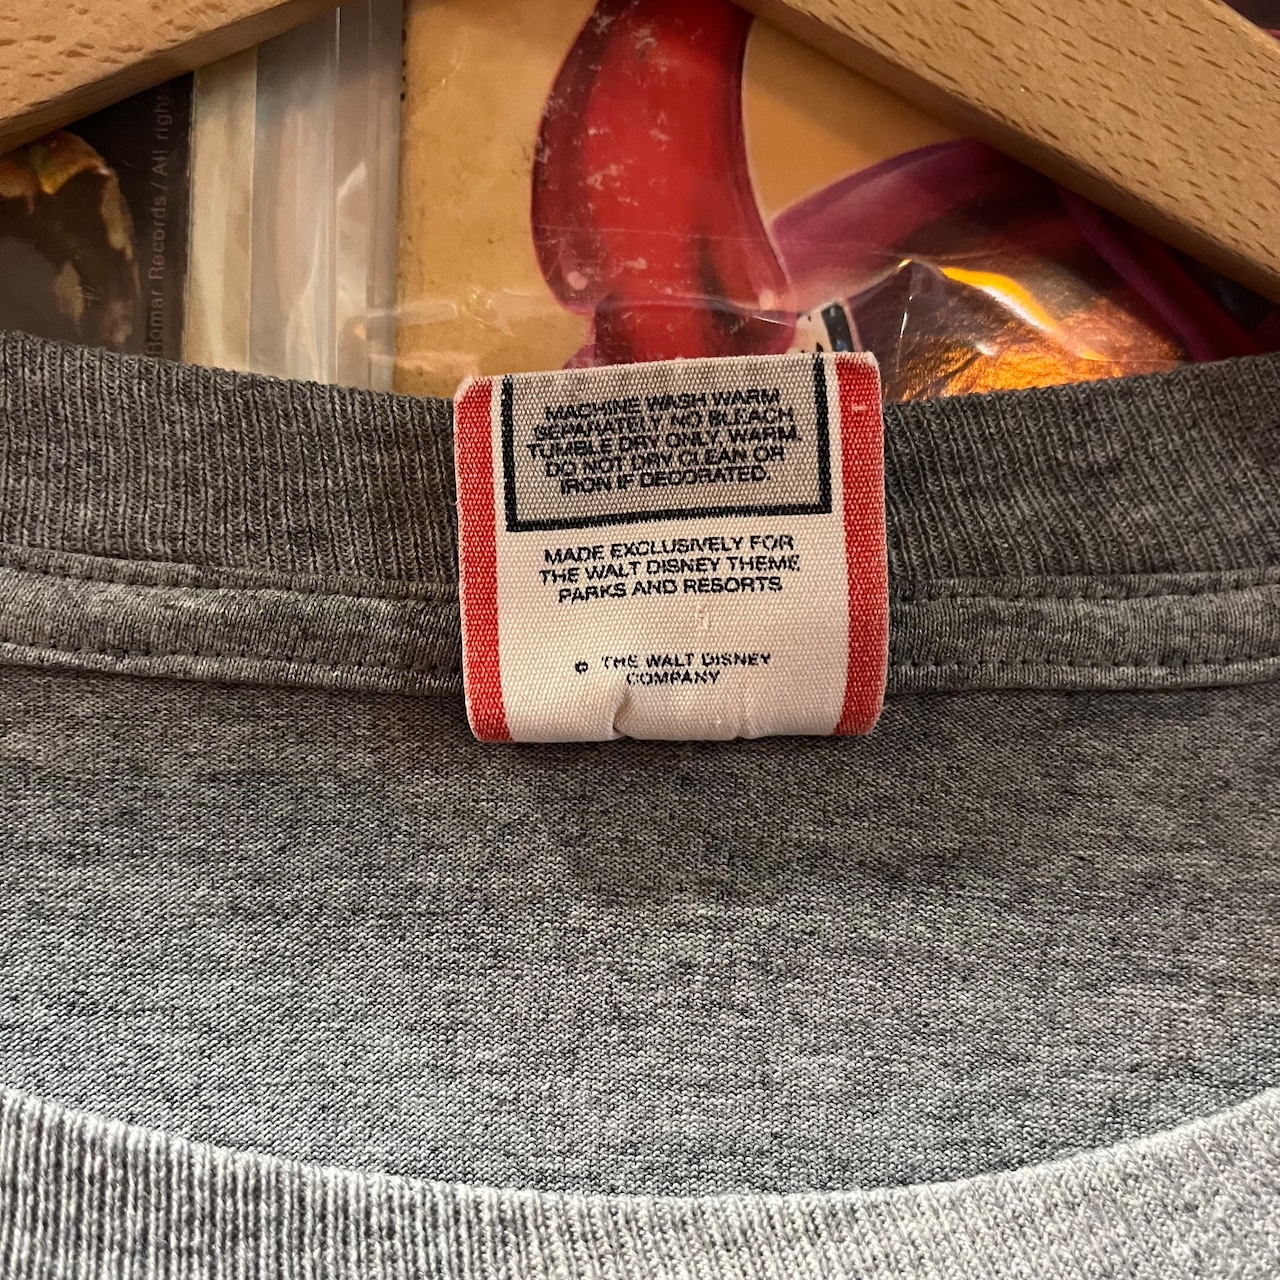 Bomar Records / All righ
MACHINE WASH WARM
SEPARATELY, NO BLEACH
TUMBLE DRY ONLY, WARM.
DO NOT DRY CLEAN OR
IRON IF DECORATED.
MADE EXCLUSIVELY FOR
THE WALT DISNEY THEME
PARKS AND RESORTS
© THE WALT DISNEY
COMPANY